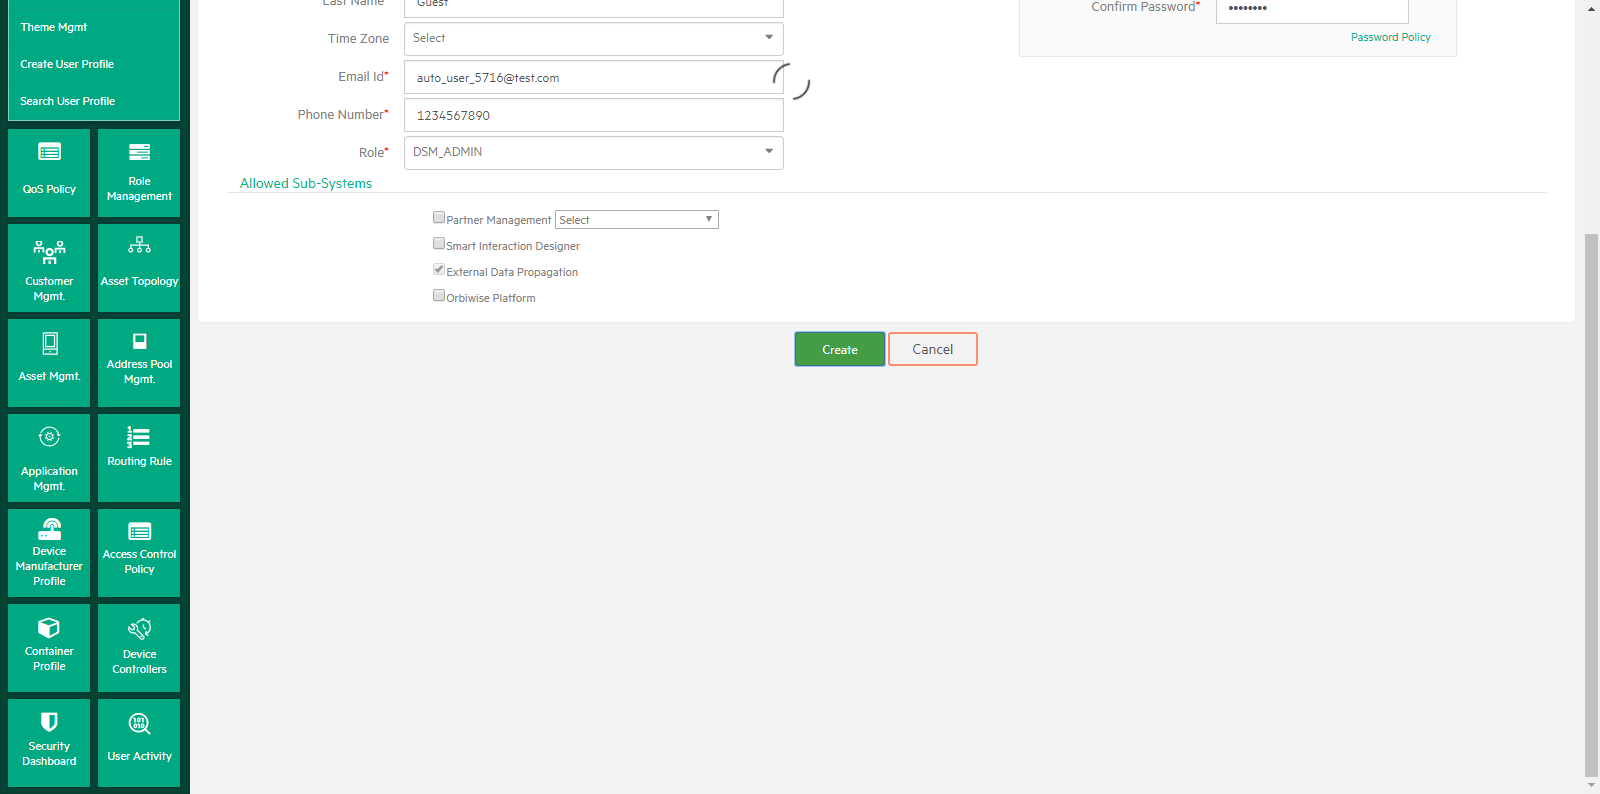 Theme Mgmt
Create User Profile
Search User Profile
QoS Policy
Role
Management
Customer
Mgmt.
Asset Topology
Asset Mgmt.
Address Pool
Mgmt.
Application
Mgmt.
Routing Rule
Device
Manufacturer
Profile
Access Control
Policy
Container
Profile
Device
Controllers
Security
Dashboard
User Activity
Last Name
Guest
Time Zone
Select
Email Id*
auto_user_5716@test.com
Phone Number*
1234567890
Role*
DSM_ADMIN
Confirm Password*
••••••••
Password Policy
Allowed Sub-Systems
Partner Management
Select
Smart Interaction Designer
External Data Propagation
Orbiwise Platform
Create
Cancel